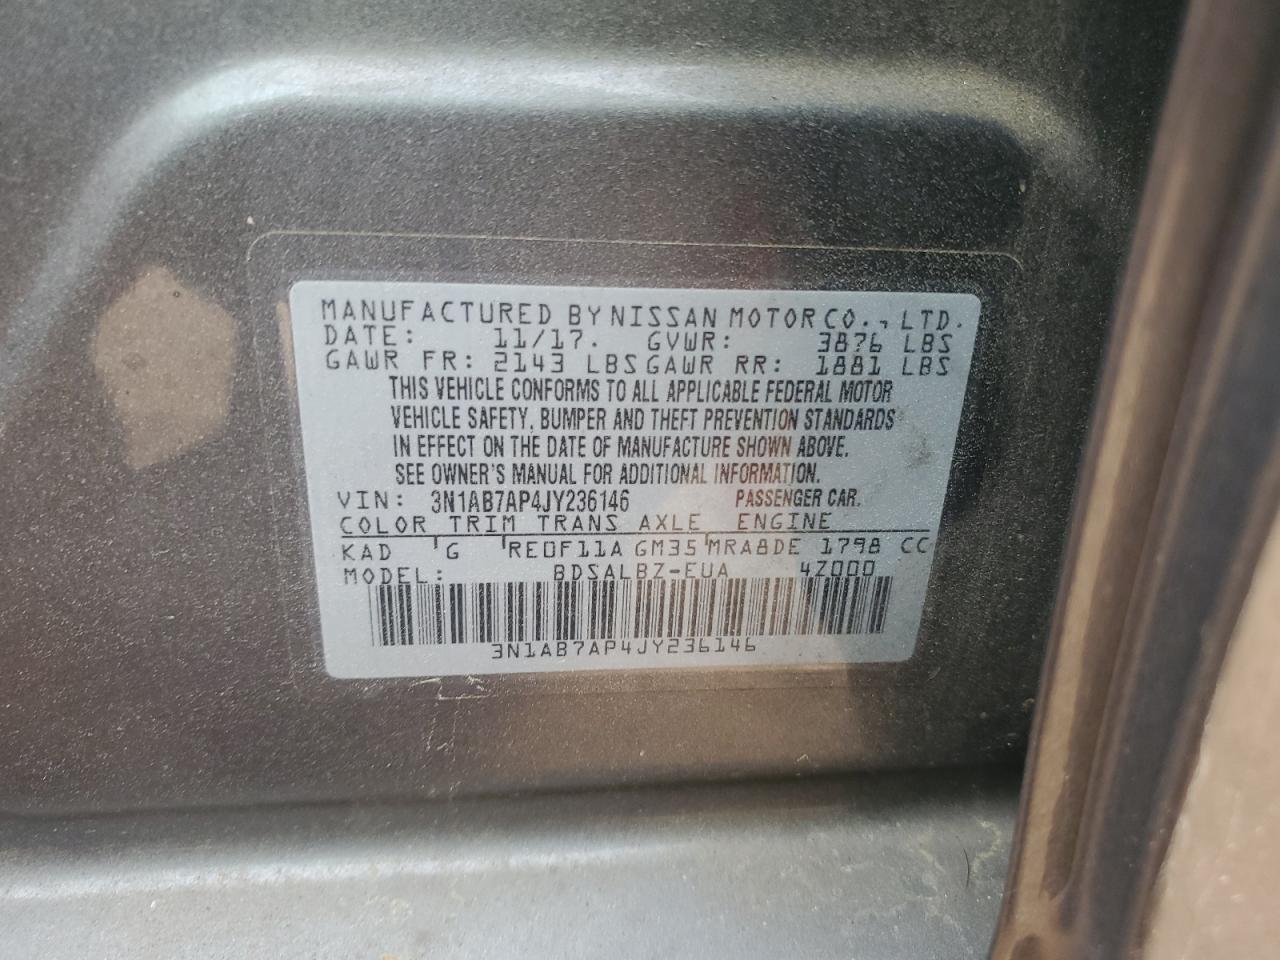 MANUFACTURED BY NISSAN MOTOR CO., LTD.
DATE: 11/17. GVWR: 3876 LBS
GAWR FR: 2143 LBS GAWR RR: 1881 LBS
THIS VEHICLE CONFORMS TO ALL APPLICABLE FEDERAL MOTOR
VEHICLE SAFETY, BUMPER AND THEFT PREVENTION STANDARDS
IN EFFECT ON THE DATE OF MANUFACTURE SHOWN ABOVE.
SEE OWNER'S MANUAL FOR ADDITIONAL INFORMATION.
VIN: 3N1AB7AP4JY236146 PASSENGER CAR.
COLOR TRIM TRANS AXLE ENGINE
KAD G RE0F11A GM35 MRA8DE 1798 CC
MODEL: BDSALBZ-EUA 4Z000
3N1AB7AP4JY236146